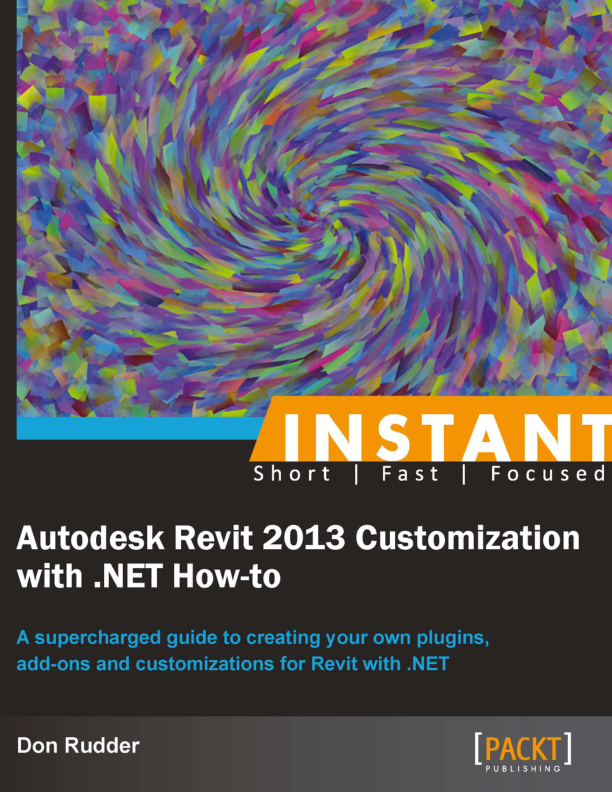 INSTANT
Short | Fast | Focused
Autodesk Revit 2013 Customization
with .NET How-to
A supercharged guide to creating your own plugins,
add-ons and customizations for Revit with .NET
Don Rudder
[PACKT]
PUBLISHING